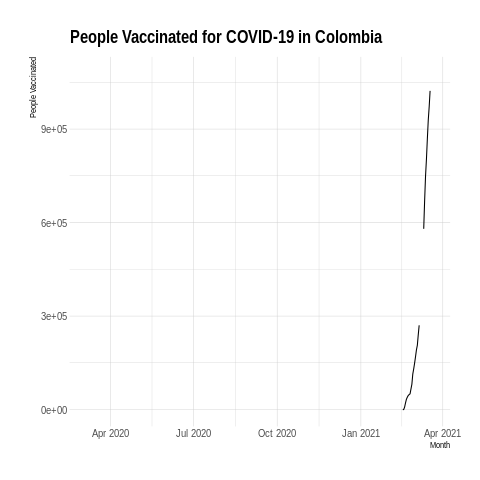 People Vaccinated for COVID-19 in Colombia
People Vaccinated
9e+05
6e+05
3e+05
0e+00
Apr 2020 Jul 2020 Oct 2020 Jan 2021 Apr 2021
Month